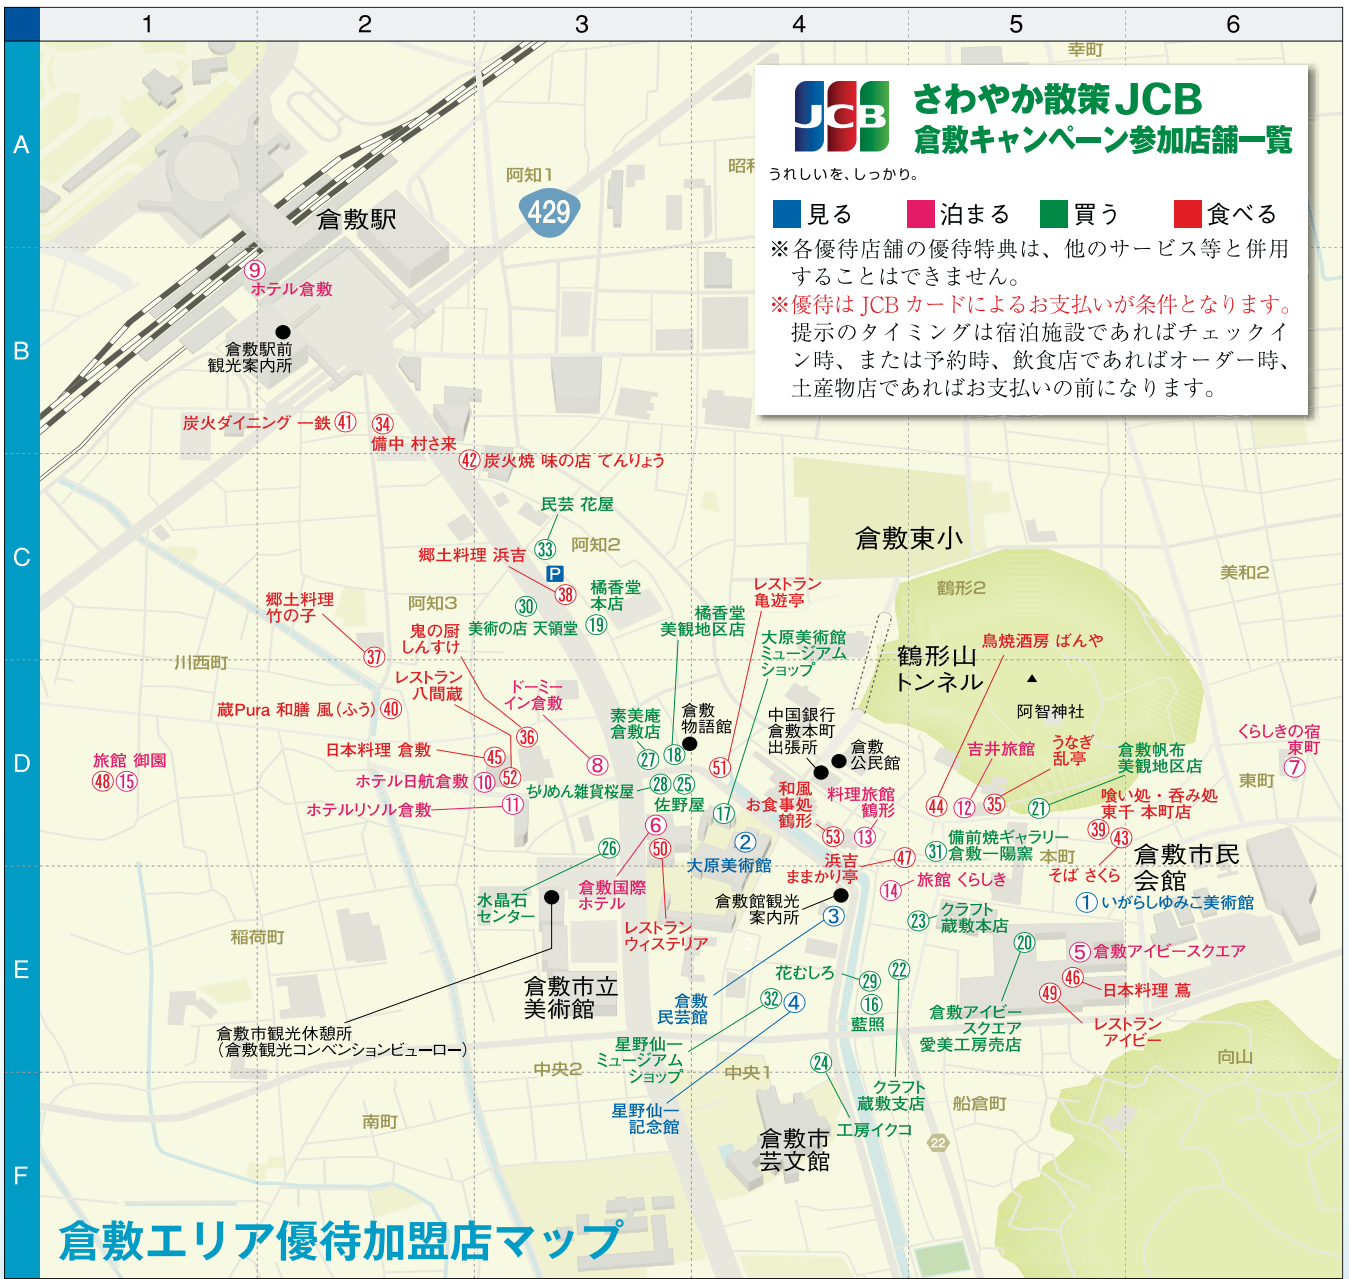 1 2 3 4 5 6
A
B
C
D
E
F
幸町
JCB
さわやか散策 JCB
倉敷キャンペーン参加店舗一覧
うれしいを、しっかり。
見る 泊まる 買う 食べる
※各優待店舗の優待特典は、他のサービス等と併用
することはできません。
※優待は JCB カードによるお支払いが条件となります。
提示のタイミングは宿泊施設であればチェックイ
ン時、または予約時、飲食店であればオーダー時、
土産物店であればお支払いの前になります。
阿知1
429
昭和
倉敷駅
⑨
ホテル倉敷
倉敷駅前
観光案内所
炭火ダイニング 一鉄 ㊶
㉞
備中 村さ来
㊷ 炭火焼 味の店 てんりょう
民芸 花屋
㉝
阿知2
郷土料理 浜吉
P
㊳
橘香堂
本店
㉚
美術の店 天領堂
⑲
阿知3
郷土料理
竹の子
㊲
鬼の厨
しんすけ
川西町
レストラン
八間蔵
蔵Pura 和膳 風(ふう) ㊵
ドーミー
イン倉敷
㊱
日本料理 倉敷 ㊺
⑧
ホテル日航倉敷 ⑩
52
ホテルリソル倉敷 ⑪
旅館 御園
㊽ ⑮
倉敷東小
鶴形2
美和2
レストラン
亀遊亭
橘香堂
美観地区店
大原美術館
ミュージアム
ショップ
鶴形山
トンネル
鳥焼酒房 ばんや
阿智神社
素美庵
倉敷店
㉗ ⑱
倉敷
物語館
51
中国銀行
倉敷本町
出張所
倉敷
公民館
吉井旅館
うなぎ
乱亭
倉敷帆布
美観地区店
くらしきの宿
東町
⑦
東町
ちりめん雑貨桜屋 ㉘ ㉕
佐野屋
⑰
和風
お食事処
鶴形
53
料理旅館
鶴形
⑬
㊹ ⑫ ㉟ ㉑
喰い処・呑み処
東千 本町店
㊴ ㊸
⑥
㉖
㊿
②
大原美術館
浜吉
ままかり亭
㊼
㉛ 備前焼ギャラリー
倉敷一陽窯
本町
そば さくら
倉敷市民
会館
水晶石
センター
倉敷国際
ホテル
レストラン
ウィステリア
倉敷館観光
案内所
③
⑭ 旅館 くらしき
㉓ クラフト
蔵敷本店
① いがらしゆみこ美術館
稲荷町
⑳
⑤ 倉敷アイビースクエア
倉敷市立
美術館
花むしろ ㉙
㉒
⑯
藍照
㊻ 日本料理 蔦
㊾
倉敷
民芸館
㉜ ④
倉敷アイビー
スクエア
愛美工房売店
レストラン
アイビー
倉敷市観光休憩所
(倉敷観光コンベンションビューロー)
星野仙一
ミュージアム
ショップ
中央2
中央1
㉔
向山
クラフト
蔵敷支店
船倉町
南町
星野仙一
記念館
倉敷市
芸文館
工房イクコ
22
倉敷エリア優待加盟店マップ